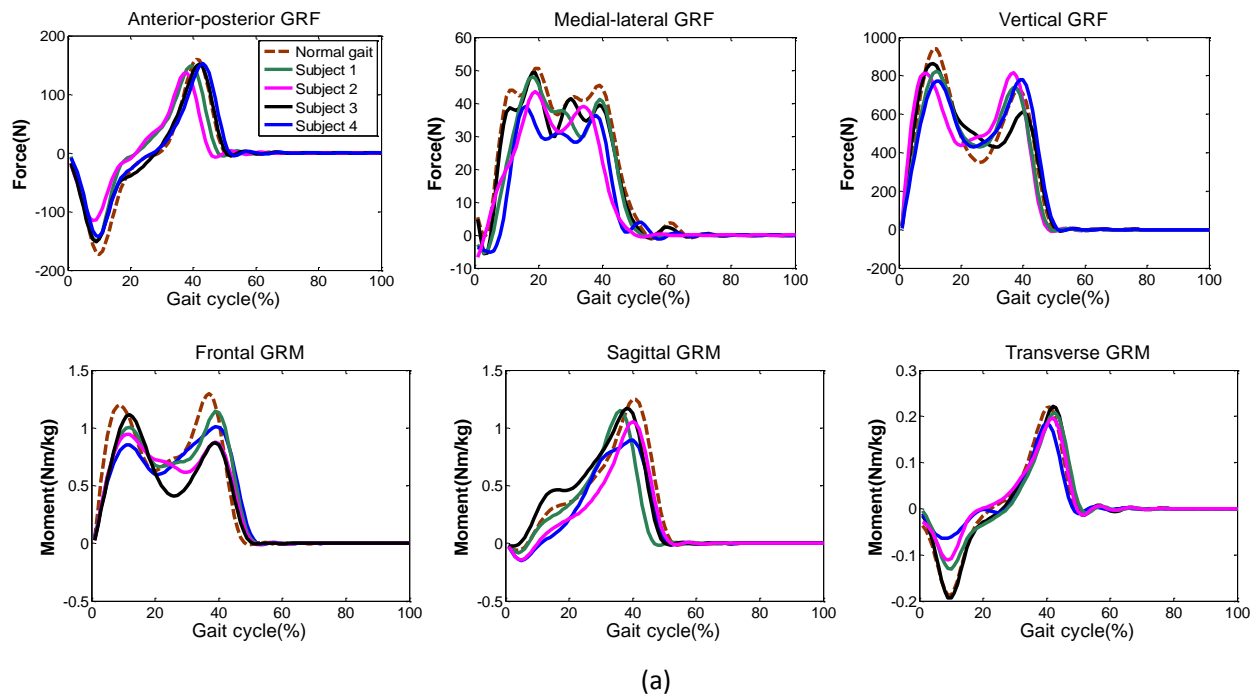 Anterior-posterior GRF
200
100
0
-100
-200
Force(N)
0 20 40 60 80 100
Gait cycle(%)
Normal gait
Subject 1
Subject 2
Subject 3
Subject 4
Medial-lateral GRF
60
50
40
30
20
10
0
-10
Force(N)
0 20 40 60 80 100
Gait cycle(%)
Vertical GRF
1000
800
600
400
200
0
-200
Force(N)
0 20 40 60 80 100
Gait cycle(%)
Frontal GRM
1.5
1
0.5
0
-0.5
Moment(Nm/kg)
0 20 40 60 80 100
Gait cycle(%)
Sagittal GRM
1.5
1
0.5
0
-0.5
Moment(Nm/kg)
0 20 40 60 80 100
Gait cycle(%)
Transverse GRM
0.3
0.2
0.1
0
-0.1
-0.2
Moment(Nm/kg)
0 20 40 60 80 100
Gait cycle(%)
(a)